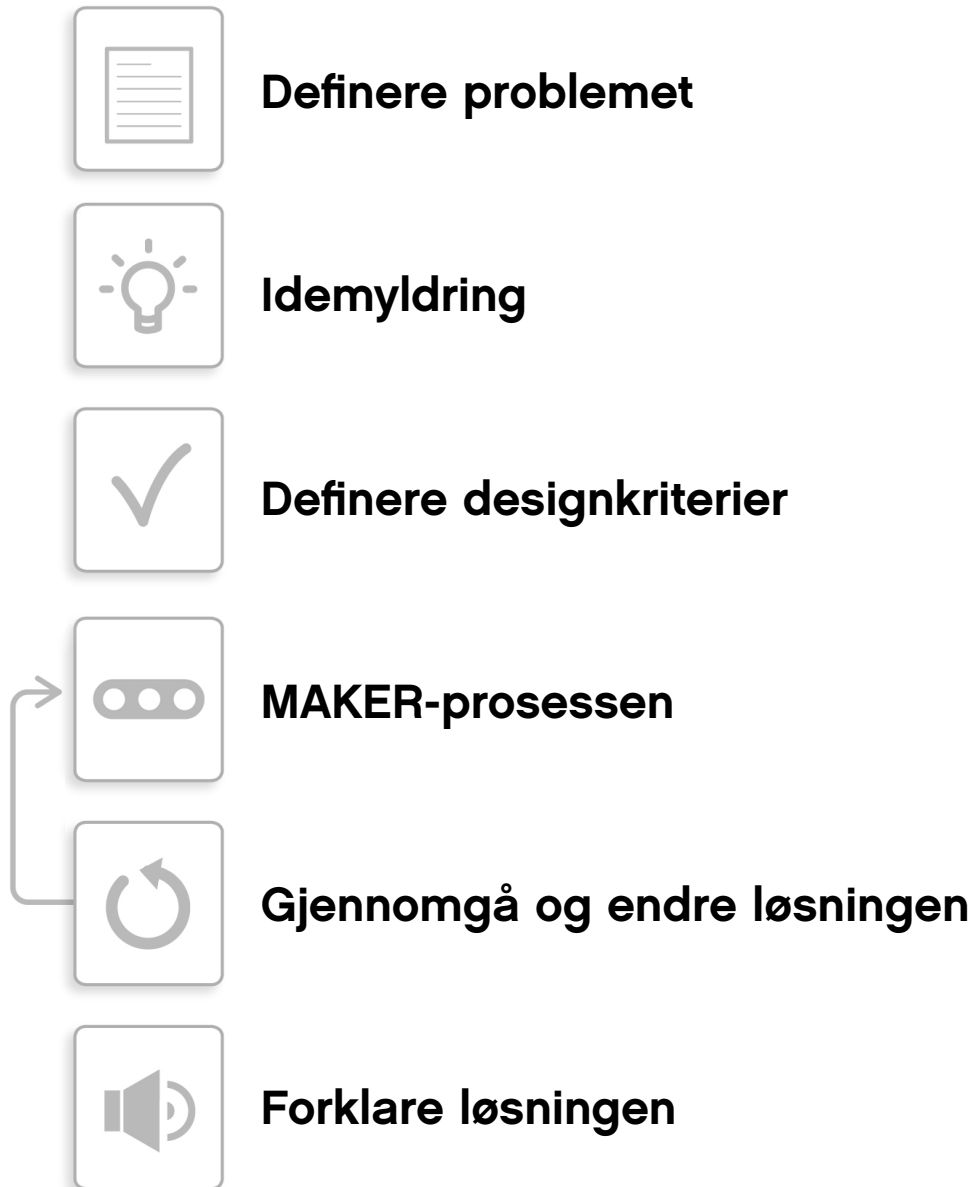 Definere problemet
Idemyldring
Definere designkriterier
MAKER-prosessen
Gjennomgå og endre løsningen
Forklare løsningen